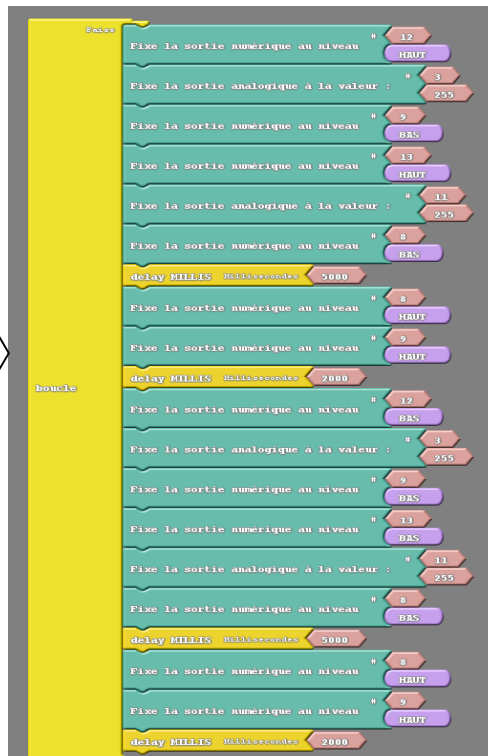 Faire
# 12
Fixe la sortie numérique au niveau
HAUT
# 3
Fixe la sortie analogique à la valeur :
255
# 9
Fixe la sortie numérique au niveau
BAS
# 13
Fixe la sortie numérique au niveau
HAUT
# 11
Fixe la sortie analogique à la valeur :
255
# 8
Fixe la sortie numérique au niveau
BAS
delay MILLIS Millisecondes 5000
# 8
Fixe la sortie numérique au niveau
HAUT
# 9
Fixe la sortie numérique au niveau
HAUT
delay MILLIS Millisecondes 2000
boucle
# 12
Fixe la sortie numérique au niveau
BAS
# 3
Fixe la sortie analogique à la valeur :
255
# 9
Fixe la sortie numérique au niveau
BAS
# 13
Fixe la sortie numérique au niveau
BAS
# 11
Fixe la sortie analogique à la valeur :
255
# 8
Fixe la sortie numérique au niveau
BAS
delay MILLIS Millisecondes 5000
# 8
Fixe la sortie numérique au niveau
HAUT
# 9
Fixe la sortie numérique au niveau
HAUT
delay MILLIS Millisecondes 2000